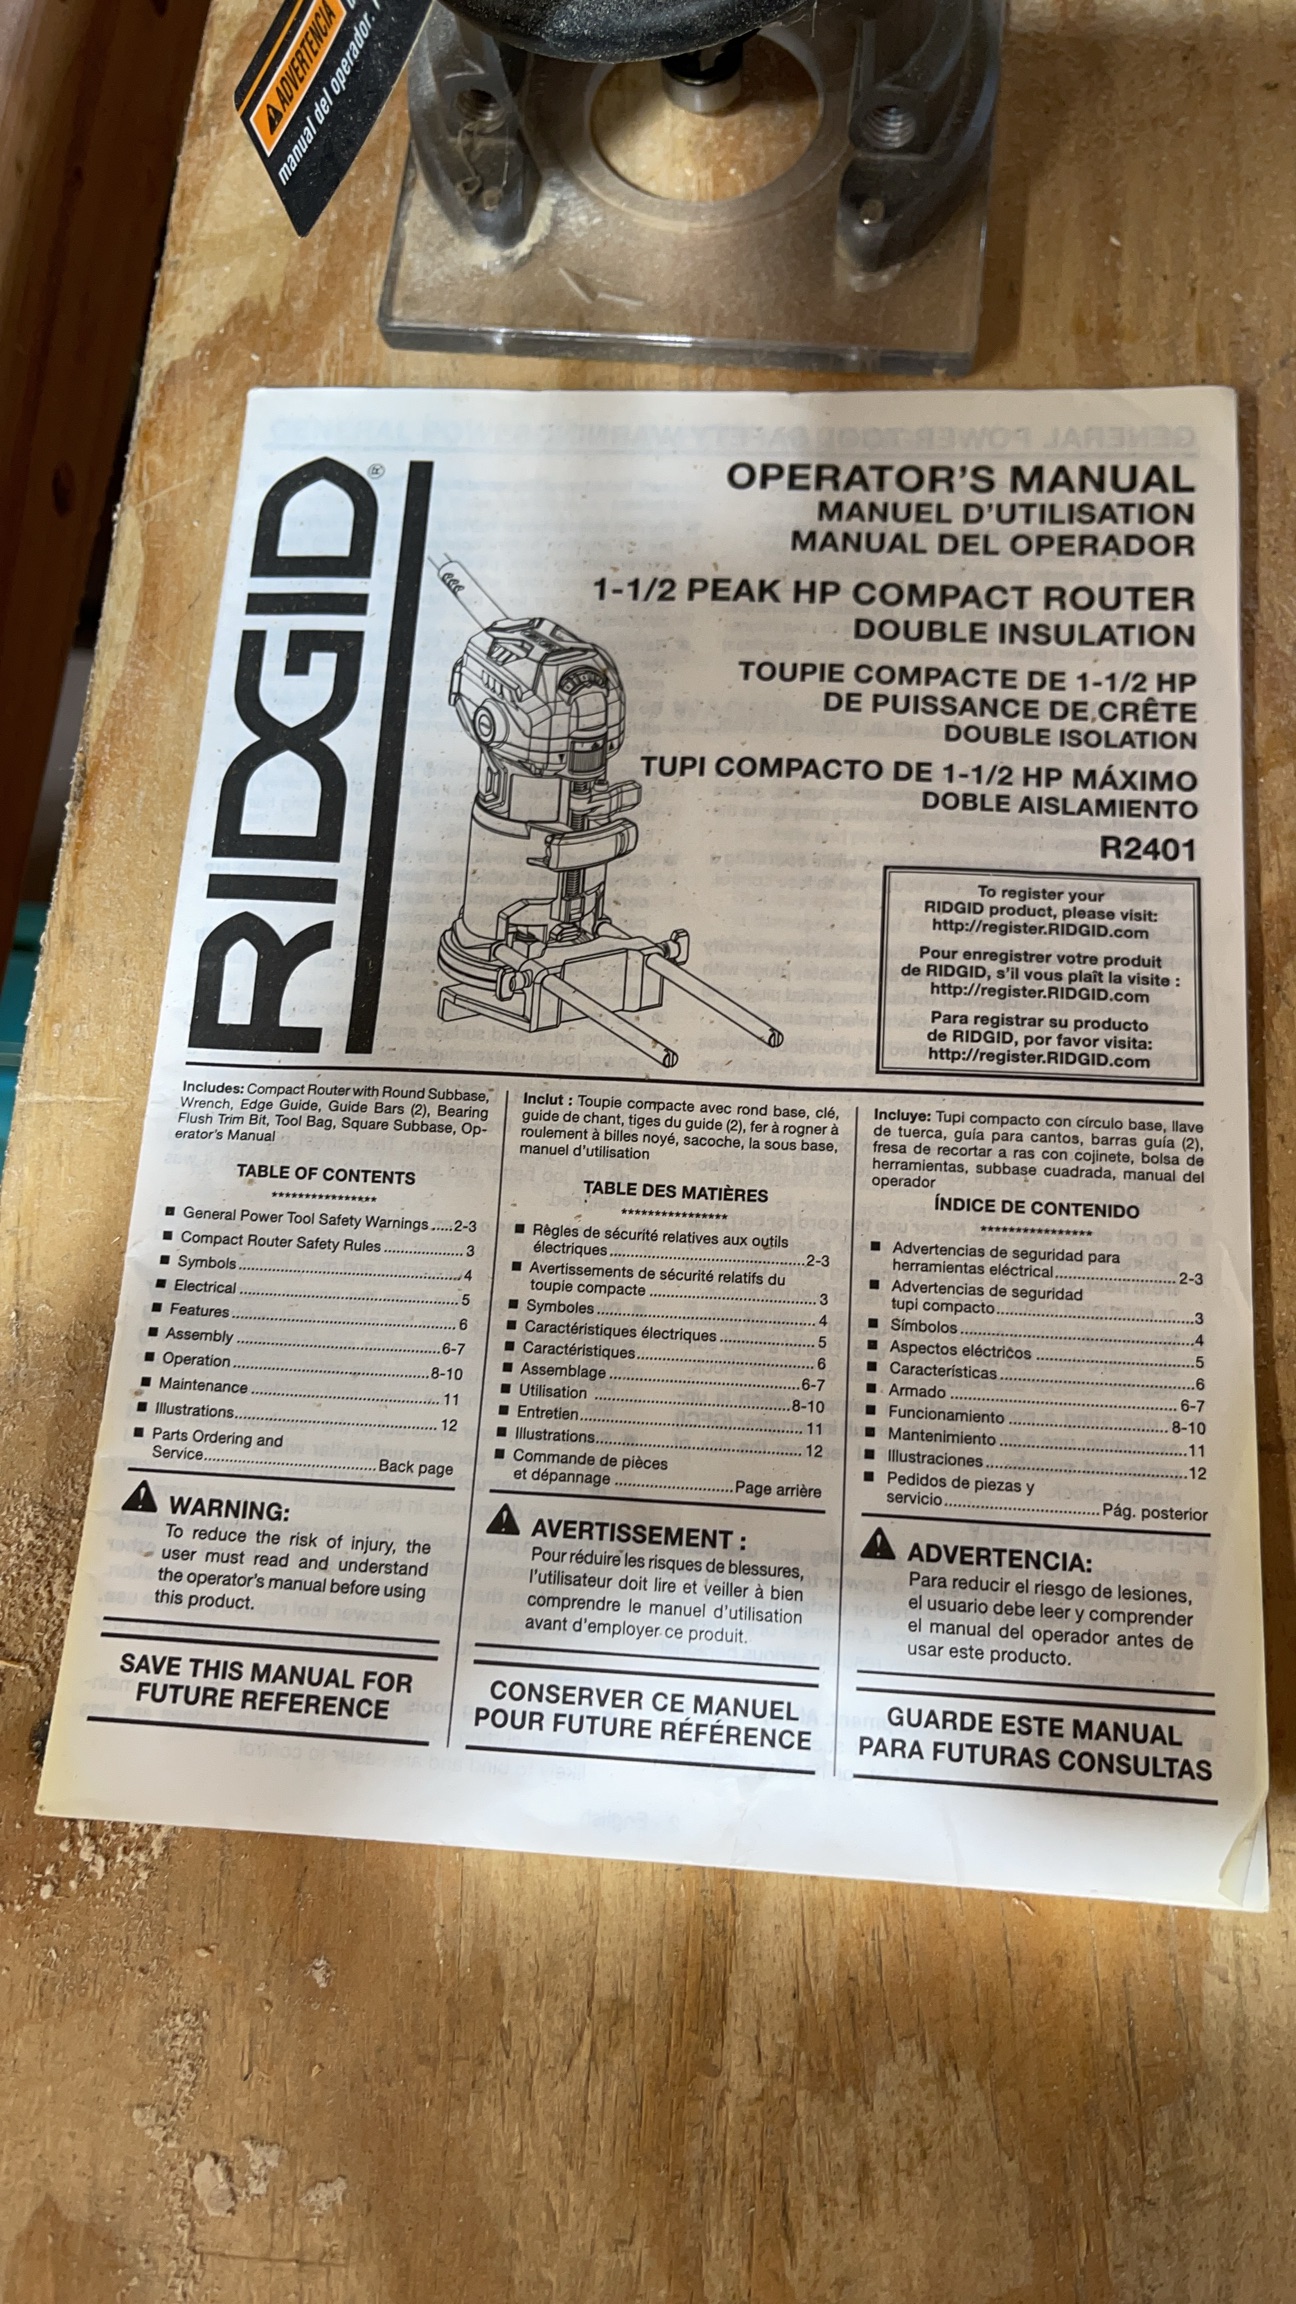 ADVERTENCIA
manual del operador.
RIDGID®
OPERATOR'S MANUAL
MANUEL D'UTILISATION
MANUAL DEL OPERADOR
1-1/2 PEAK HP COMPACT ROUTER
DOUBLE INSULATION
TOUPIE COMPACTE DE 1-1/2 HP
DE PUISSANCE DE CRÊTE
DOUBLE ISOLATION
TUPI COMPACTO DE 1-1/2 HP MÁXIMO
DOBLE AISLAMIENTO
R2401
To register your
RIDGID product, please visit:
http://register.RIDGID.com
Pour enregistrer votre produit
de RIDGID, s'il vous plaît la visite :
http://register.RIDGID.com
Para registrar su producto
de RIDGID, por favor visita:
http://register.RIDGID.com
Includes: Compact Router with Round Subbase,
Wrench, Edge Guide, Guide Bars (2), Bearing
Flush Trim Bit, Tool Bag, Square Subbase, Op-
erator's Manual
TABLE OF CONTENTS
****************
■ General Power Tool Safety Warnings.....2-3
■ Compact Router Safety Rules..................3
■ Symbols..................................................4
■ Electrical.................................................5
■ Features..................................................6
■ Assembly..............................................6-7
■ Operation............................................8-10
■ Maintenance..........................................11
■ Illustrations.............................................12
■ Parts Ordering and
Service......................................Back page
⚠ WARNING:
To reduce the risk of injury, the
user must read and understand
the operator's manual before using
this product.
SAVE THIS MANUAL FOR
FUTURE REFERENCE
Inclut : Toupie compacte avec rond base, clé,
guide de chant, tiges du guide (2), fer à rogner à
roulement à billes noyé, sacoche, la sous base,
manuel d'utilisation
TABLE DES MATIÈRES
****************
■ Règles de sécurité relatives aux outils
électriques...........................................2-3
■ Avertissements de sécurité relatifs du
toupie compacte.....................................3
■ Symboles................................................4
■ Caractéristiques électriques.....................5
■ Caractéristiques.......................................6
■ Assemblage..........................................6-7
■ Utilisation...........................................8-10
■ Entretien................................................11
■ Illustrations.............................................12
■ Commande de pièces
et dépannage..........................Page arrière
⚠ AVERTISSEMENT :
Pour réduire les risques de blessures,
l'utilisateur doit lire et veiller à bien
comprendre le manuel d'utilisation
avant d'employer ce produit.
CONSERVER CE MANUEL
POUR FUTURE RÉFÉRENCE
Incluye: Tupi compacto con círculo base, llave
de tuerca, guía para cantos, barras guía (2),
fresa de recortar a ras con cojinete, bolsa de
herramientas, subbase cuadrada, manual del
operador
ÍNDICE DE CONTENIDO
****************
■ Advertencias de seguridad para
herramientas eléctrical..........................2-3
■ Advertencias de seguridad
tupi compacto..........................................3
■ Símbolos.................................................4
■ Aspectos eléctricos..................................5
■ Características.........................................6
■ Armado................................................6-7
■ Funcionamiento..................................8-10
■ Mantenimiento........................................11
■ Illustraciones..........................................12
■ Pedidos de piezas y
servicio.................................Pág. posterior
⚠ ADVERTENCIA:
Para reducir el riesgo de lesiones,
el usuario debe leer y comprender
el manual del operador antes de
usar este producto.
GUARDE ESTE MANUAL
PARA FUTURAS CONSULTAS